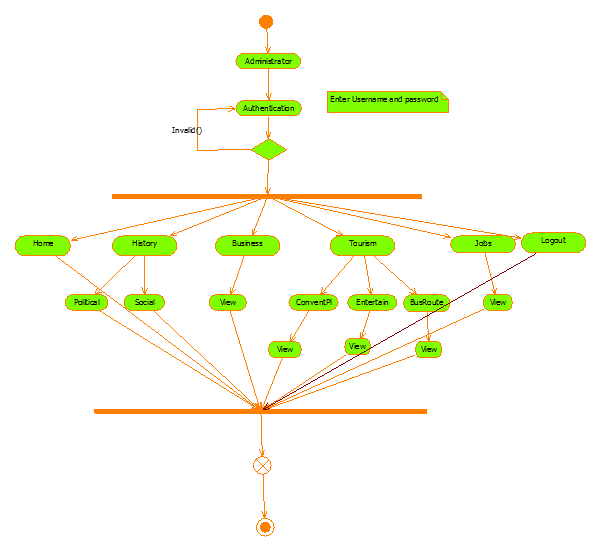 Administrator
Enter Username and password
Authentication
Invalid()
Home
History
Business
Tourism
Jobs
Logout
Political
Social
View
ConventPl
Entertain
BusRoute
View
View
View
View